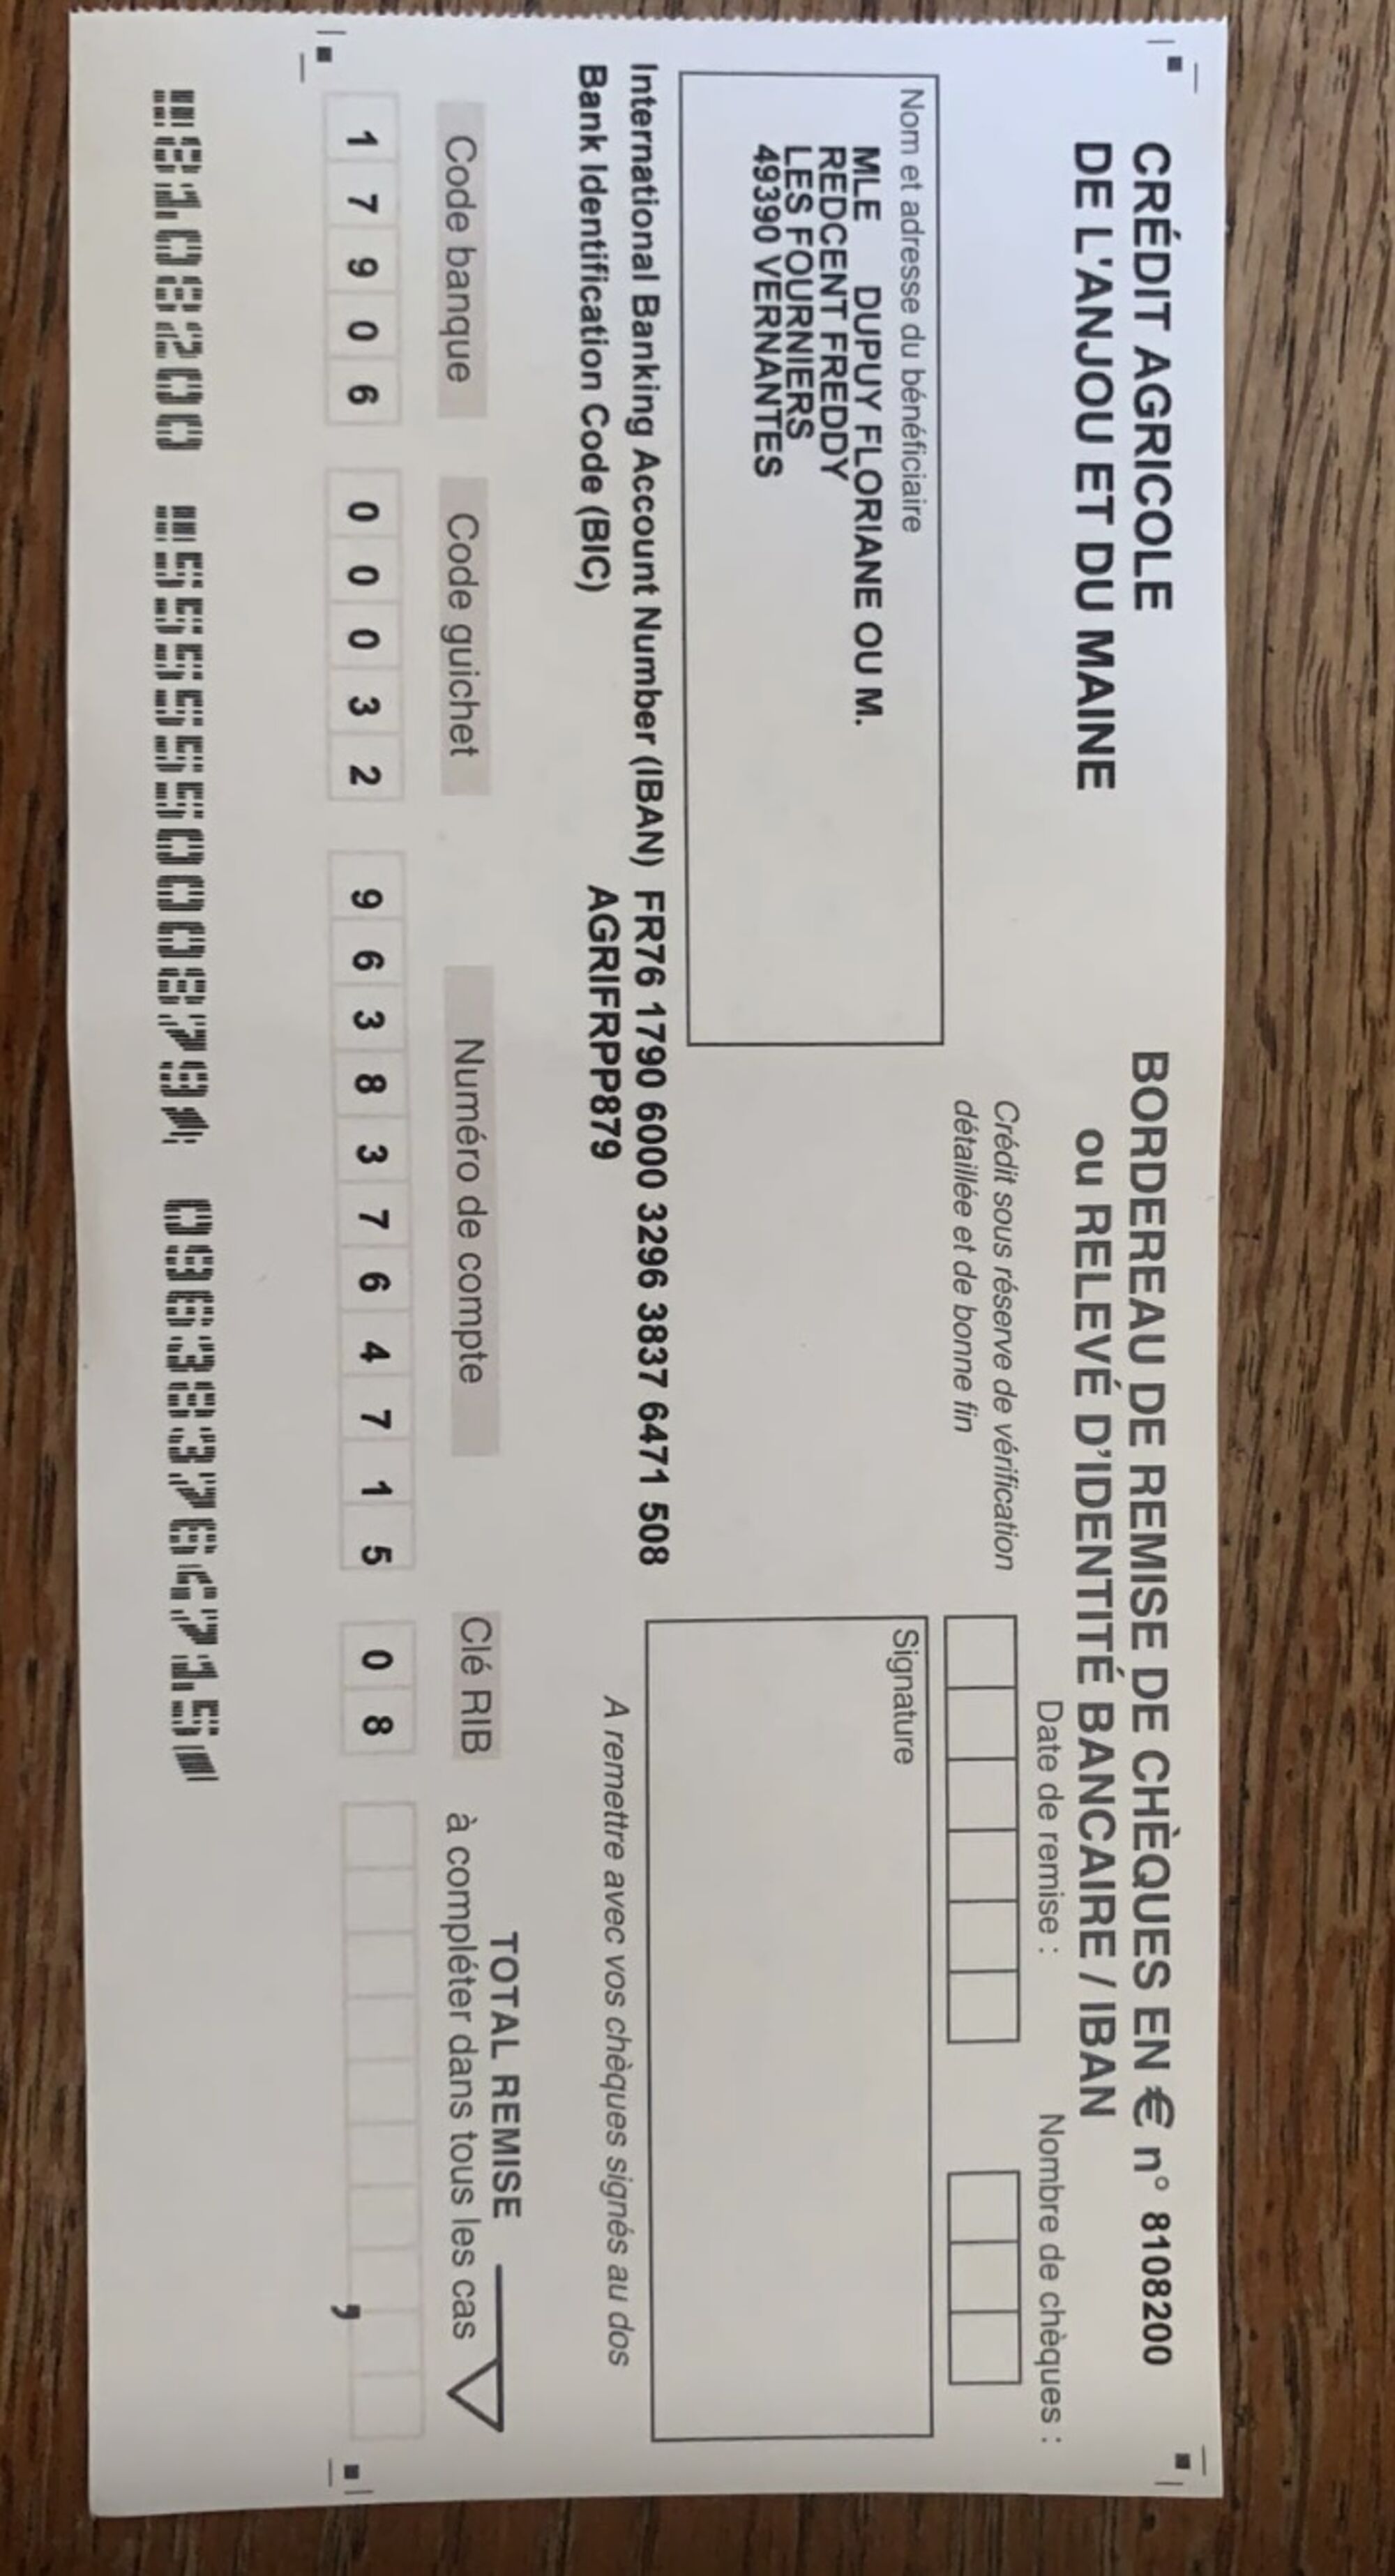 CRÉDIT AGRICOLE
DE L'ANJOU ET DU MAINE
BORDEREAU DE REMISE DE CHÈQUES EN € n° 8108200
ou RELEVÉ D'IDENTITÉ BANCAIRE / IBAN
Date de remise :
Nombre de chèques :
Crédit sous réserve de vérification
détaillée et de bonne fin
Nom et adresse du bénéficiaire
MLE DUPUY FLORIANE OU M.
REDCENT FREDDY
LES FOURNIERS
49390 VERNANTES
Signature
International Banking Account Number (IBAN) FR76 1790 6000 3296 3837 6471 508
Bank Identification Code (BIC) AGRIFRPP879
A remettre avec vos chèques signés au dos
TOTAL REMISE
Code banque Code guichet Numéro de compte Clé RIB à compléter dans tous les cas
1 7 9 0 6 0 0 0 3 2 9 6 3 8 3 7 6 4 7 1 5 0 8 ,
8108200 555550008794 096383764715